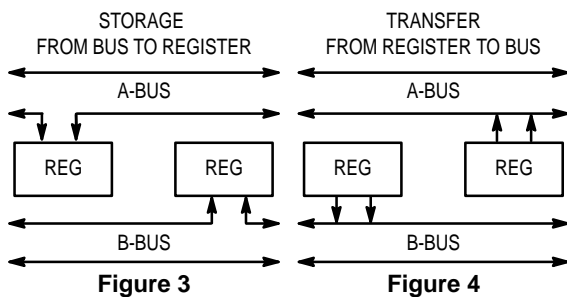 STORAGE
FROM BUS TO REGISTER
A-BUS
REG
REG
B-BUS
Figure 3
TRANSFER
FROM REGISTER TO BUS
A-BUS
REG
REG
B-BUS
Figure 4